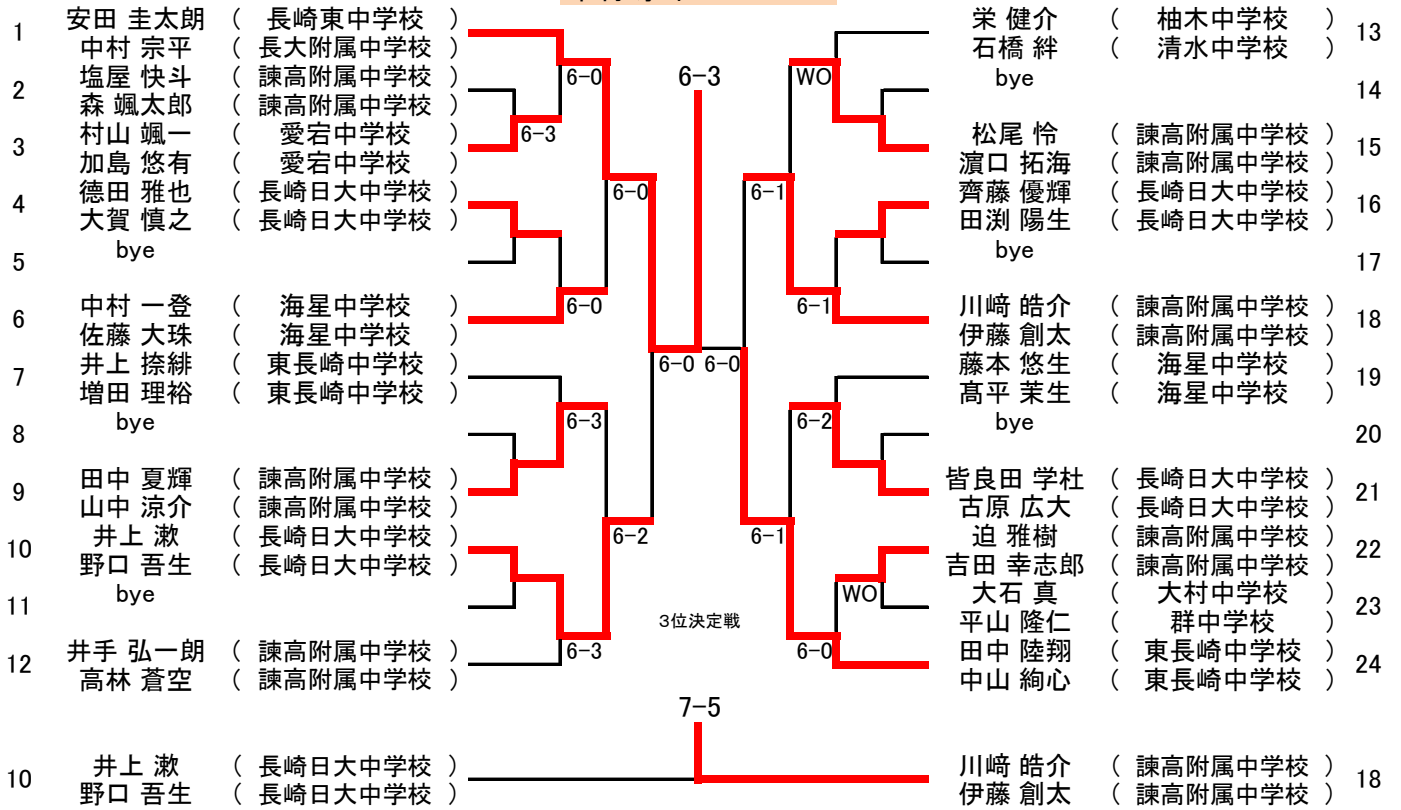 1 安田 圭太朗 ( 長崎東中学校 )
中村 宗平 ( 長大附属中学校 )
2 塩屋 快斗 ( 諫高附属中学校 )
森 颯太郎 ( 諫高附属中学校 )
3 村山 颯一 ( 愛宕中学校 )
加島 悠有 ( 愛宕中学校 )
4 德田 雅也 ( 長崎日大中学校 )
大賀 慎之 ( 長崎日大中学校 )
5 bye
6 中村 一登 ( 海星中学校 )
佐藤 大珠 ( 海星中学校 )
7 井上 捺緋 ( 東長崎中学校 )
増田 理裕 ( 東長崎中学校 )
8 bye
9 田中 夏輝 ( 諫高附属中学校 )
山中 涼介 ( 諫高附属中学校 )
10 井上 漱 ( 長崎日大中学校 )
野口 吾生 ( 長崎日大中学校 )
11 bye
12 井手 弘一朗 ( 諫高附属中学校 )
高林 蒼空 ( 諫高附属中学校 )
6-0
6-3
6-0
6-0
6-3
6-2
6-3
6-3
6-0 6-0
3位決定戦
WO
6-1
6-1
6-2
6-1
WO
6-0
栄 健介 ( 柚木中学校 ) 13
石橋 絆 ( 清水中学校 )
bye 14
松尾 怜 ( 諫高附属中学校 ) 15
濵口 拓海 ( 諫高附属中学校 )
齊藤 優輝 ( 長崎日大中学校 ) 16
田渕 陽生 ( 長崎日大中学校 )
bye 17
川﨑 皓介 ( 諫高附属中学校 ) 18
伊藤 創太 ( 諫高附属中学校 )
藤本 悠生 ( 海星中学校 ) 19
髙平 茉生 ( 海星中学校 )
bye 20
皆良田 学杜 ( 長崎日大中学校 ) 21
古原 広大 ( 長崎日大中学校 )
迫 雅樹 ( 諫高附属中学校 ) 22
吉田 幸志郎 ( 諫高附属中学校 )
大石 真 ( 大村中学校 ) 23
平山 隆仁 ( 群中学校 )
田中 陸翔 ( 東長崎中学校 ) 24
中山 絢心 ( 東長崎中学校 )
7-5
10 井上 漱 ( 長崎日大中学校 )
野口 吾生 ( 長崎日大中学校 )
川﨑 皓介 ( 諫高附属中学校 ) 18
伊藤 創太 ( 諫高附属中学校 )